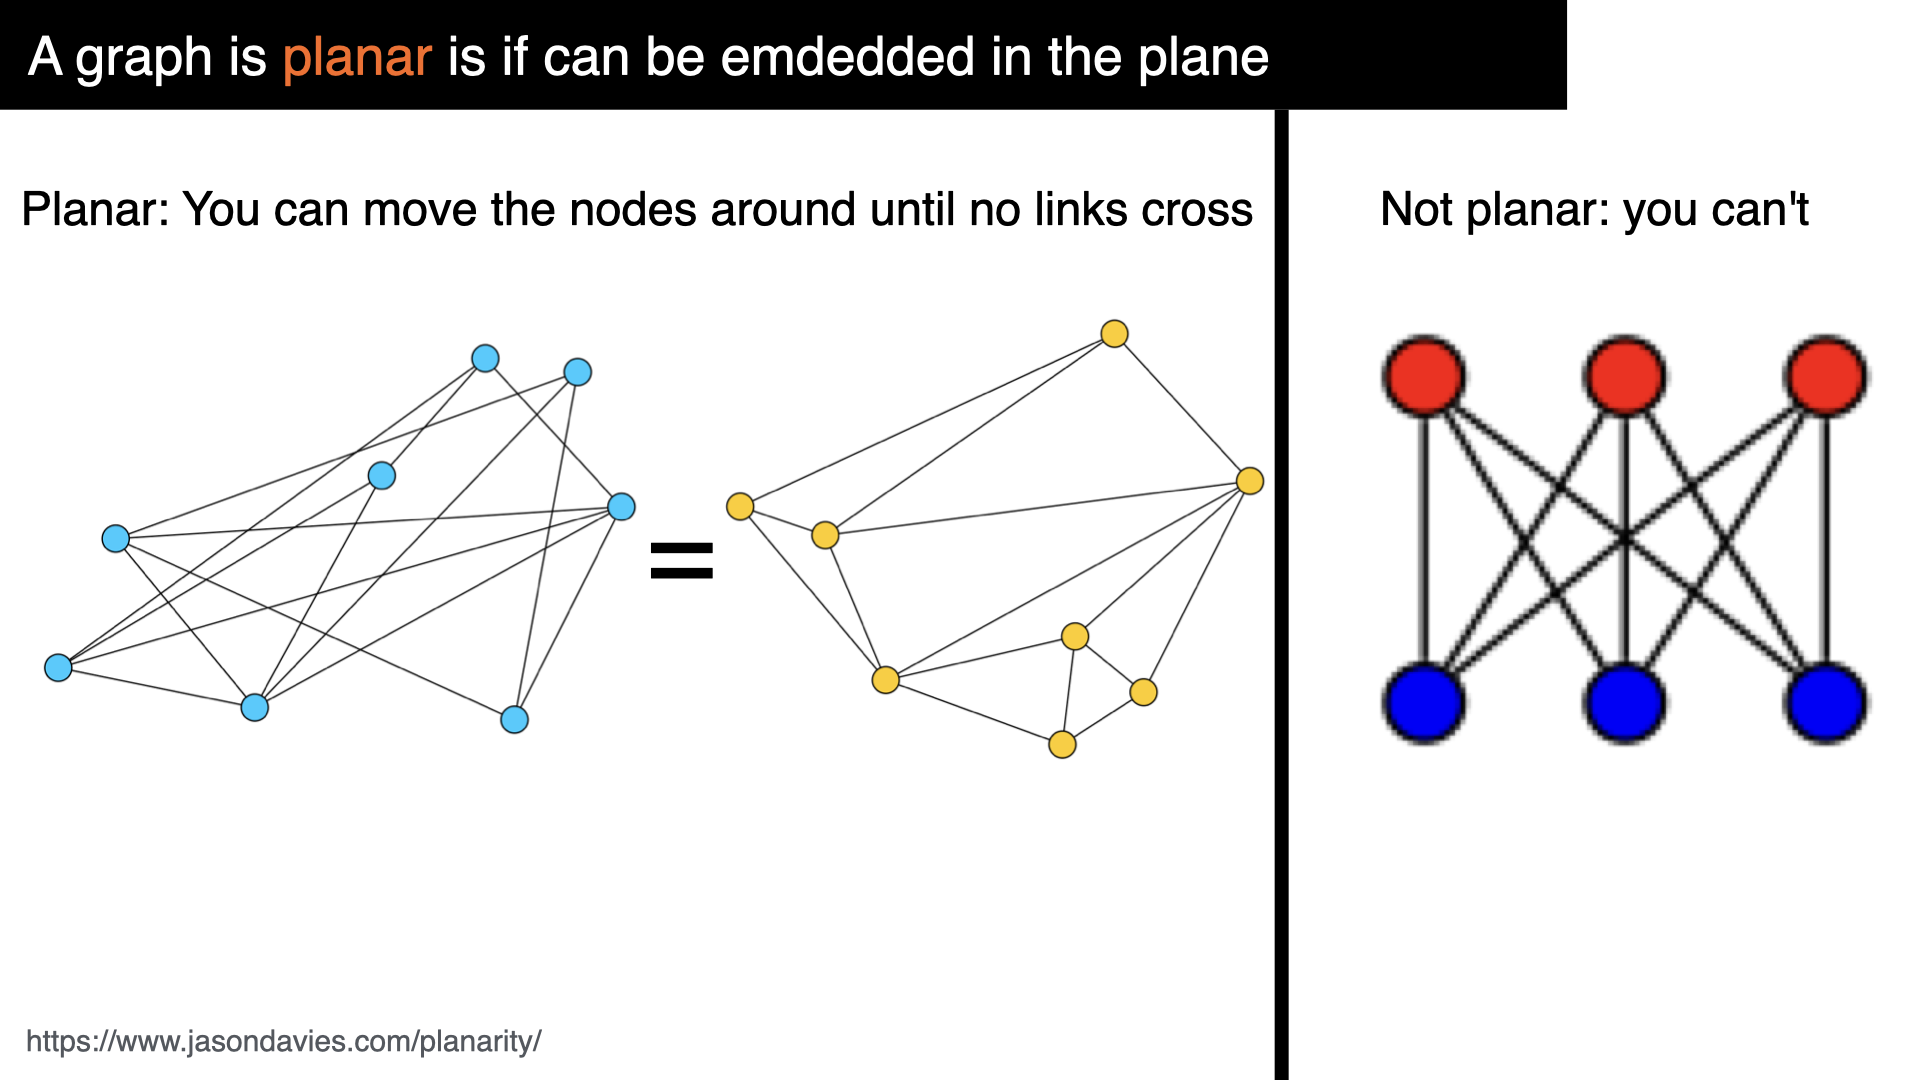 A graph is planar is if can be emdedded in the plane
Planar: You can move the nodes around until no links cross
Not planar: you can't
=
https://www.jasondavies.com/planarity/